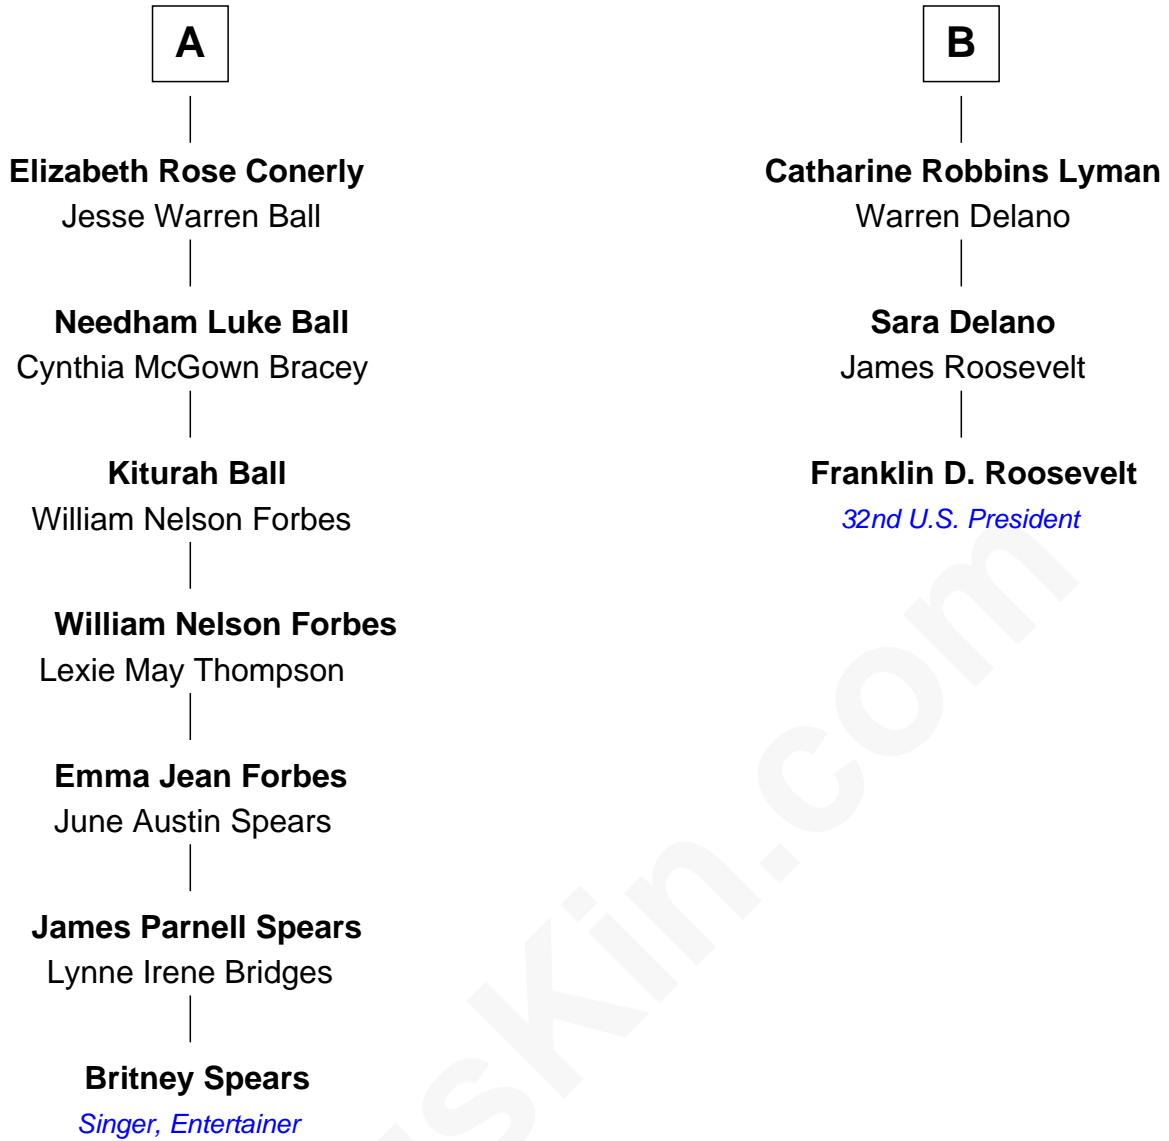 A
Elizabeth Rose Conerly
Jesse Warren Ball
Needham Luke Ball
Cynthia McGown Bracey
Kiturah Ball
William Nelson Forbes
William Nelson Forbes
Lexie May Thompson
Emma Jean Forbes
June Austin Spears
James Parnell Spears
Lynne Irene Bridges
Britney Spears
Singer, Entertainer
B
Catharine Robbins Lyman
Warren Delano
Sara Delano
James Roosevelt
Franklin D. Roosevelt
32nd U.S. President